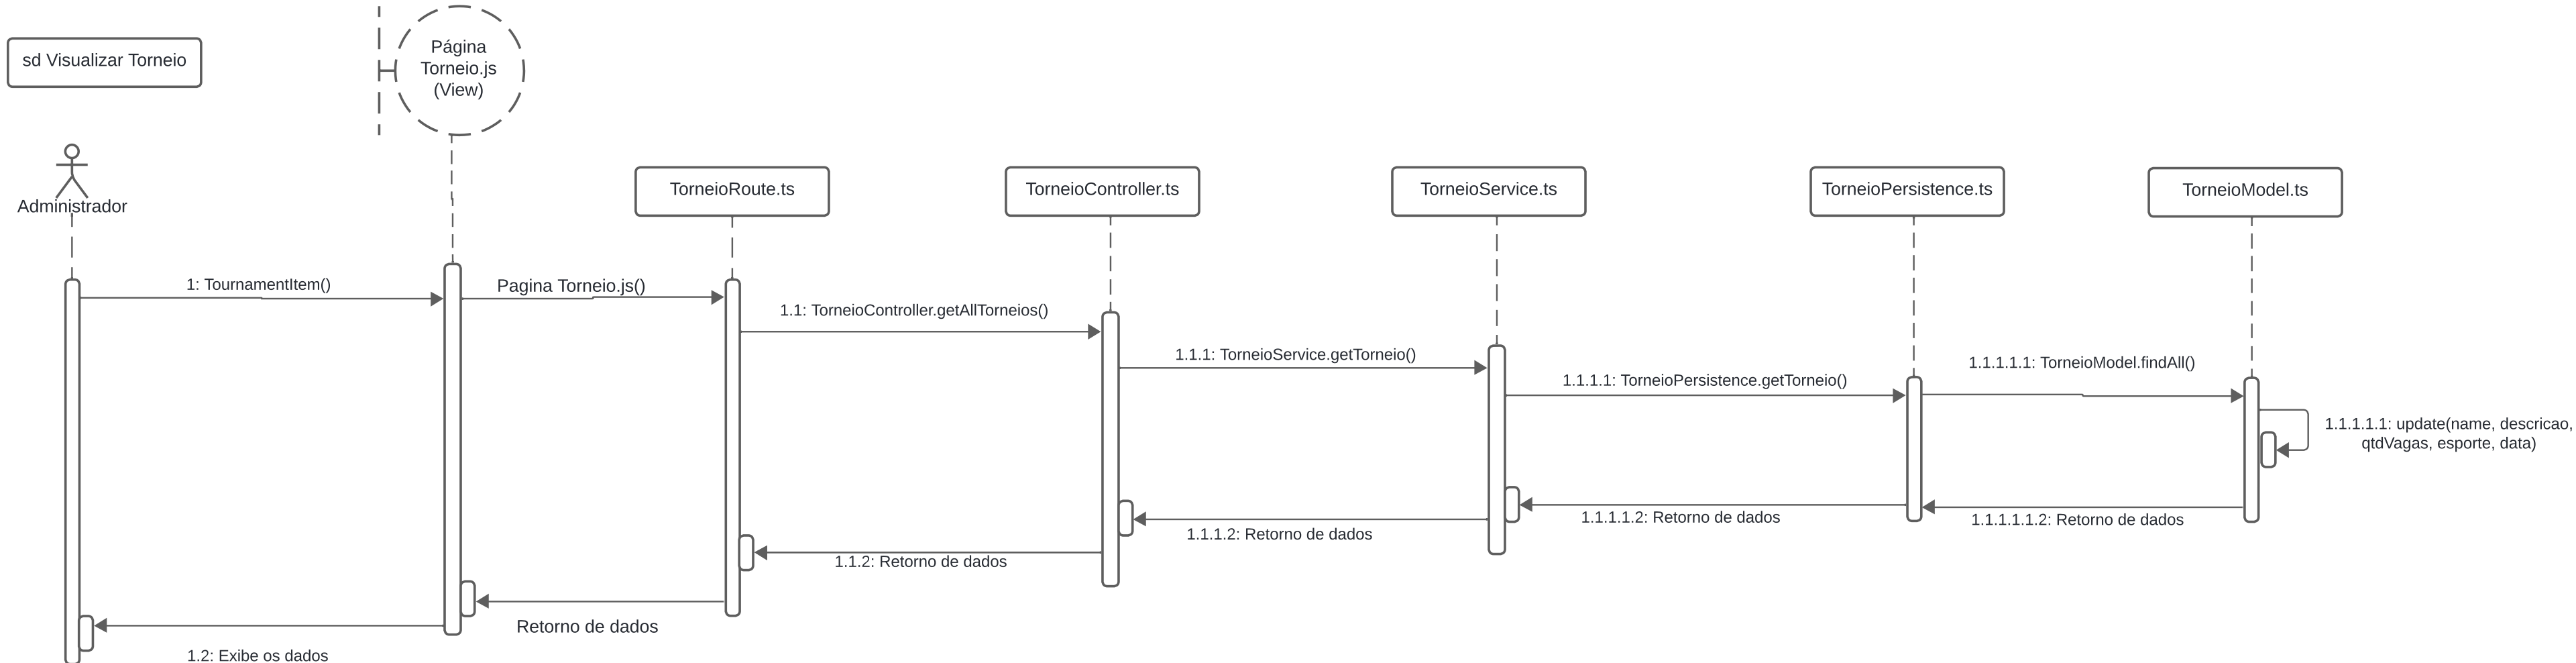 sd Visualizar Torneio
Página
Torneio.js
(View)
Administrador
TorneioRoute.ts
TorneioController.ts
TorneioService.ts
TorneioPersistence.ts
TorneioModel.ts
1: TournamentItem()
Pagina Torneio.js()
1.1: TorneioController.getAllTorneios()
1.1.1: TorneioService.getTorneio()
1.1.1.1: TorneioPersistence.getTorneio()
1.1.1.1.1: TorneioModel.findAll()
1.1.1.1.1: update(name, descricao,
qtdVagas, esporte, data)
1.1.1.1.1.2: Retorno de dados
1.1.1.1.2: Retorno de dados
1.1.1.2: Retorno de dados
1.1.2: Retorno de dados
Retorno de dados
1.2: Exibe os dados